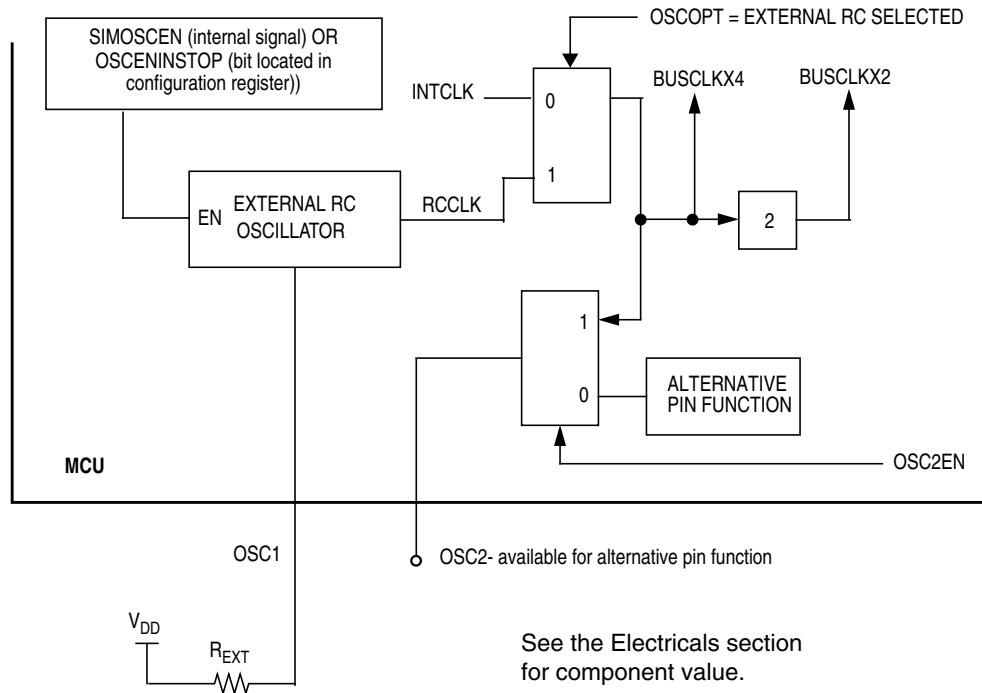 SIMOSCEN (internal signal) OR
OSCENINSTOP (bit located in
configuration register))
OSCOPT = EXTERNAL RC SELECTED
INTCLK
0
1
BUSCLKX4
BUSCLKX2
EN
EXTERNAL RC
OSCILLATOR
RCCLK
2
1
0
ALTERNATIVE
PIN FUNCTION
OSC2EN
MCU
OSC1
OSC2- available for alternative pin function
VDD
REXT
See the Electricals section
for component value.